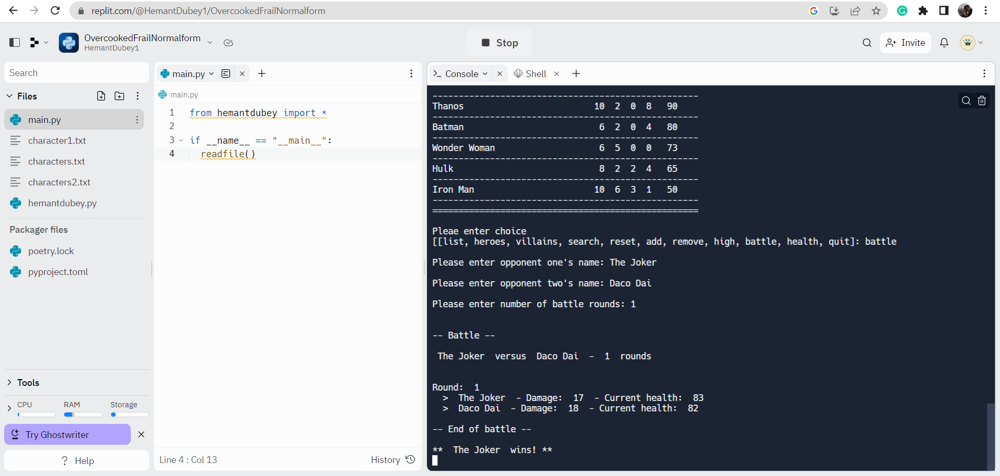 replit.com/@HemantDubey1/OvercookedFrailNormalform
OvercookedFrailNormalform
HemantDubey1
Stop
Invite
Search
Files
main.py
character1.txt
characters.txt
characters2.txt
hemantdubey.py
Packager files
poetry.lock
pyproject.toml
Tools
CPU RAM Storage
Try Ghostwriter
? Help
main.py
main.py
1 from hemantdubey import *
2
3 if __name__ == "__main__":
4 readfile()
Line 4 : Col 13
History
Console
Shell
---------------------------------------------------
Thanos 10 2 0 8 90
---------------------------------------------------
Batman 6 2 0 4 80
---------------------------------------------------
Wonder Woman 6 5 0 0 73
---------------------------------------------------
Hulk 8 2 2 4 65
---------------------------------------------------
Iron Man 10 6 3 1 50
---------------------------------------------------
===================================================
Pleae enter choice
[[list, heroes, villains, search, reset, add, remove, high, battle, health, quit]: battle
Please enter opponent one's name: The Joker
Please enter opponent two's name: Daco Dai
Please enter number of battle rounds: 1
-- Battle --
The Joker versus Daco Dai - 1 rounds
Round: 1
> The Joker - Damage: 17 - Current health: 83
> Daco Dai - Damage: 18 - Current health: 82
-- End of battle --
** The Joker wins! **